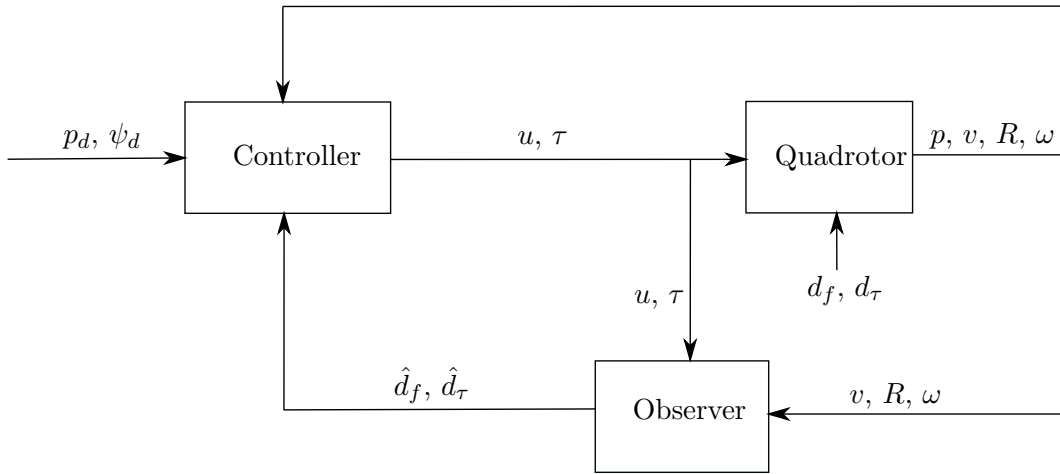 p_d, ψ_d
Controller
u, τ
Quadrotor
p, v, R, ω
d_f, d_τ
u, τ
d̂_f, d̂_τ
Observer
v, R, ω